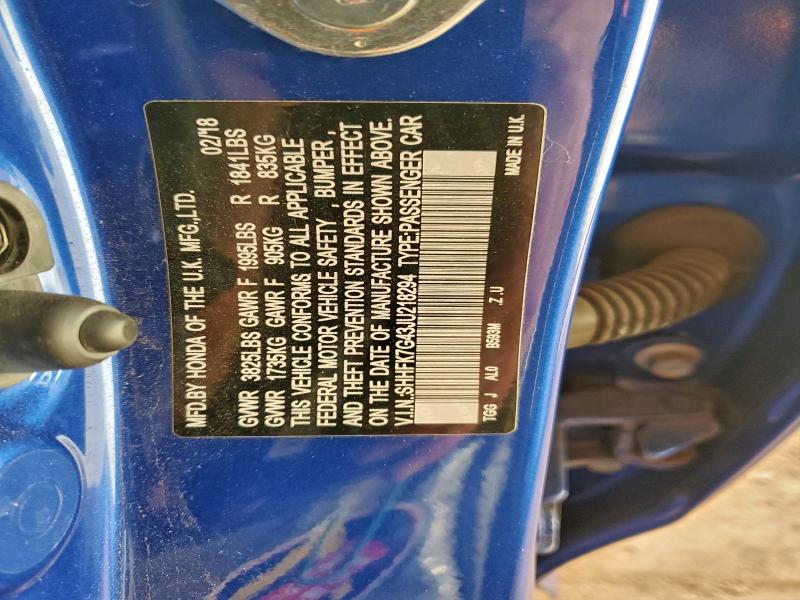 MFD.BY HONDA OF THE U.K. MFG.,LTD. 02/18
GVWR 3825LBS GAWR F 1995LBS R 1841LBS
GVWR 1735KG GAWR F 905KG R 835KG
THIS VEHICLE CONFORMS TO ALL APPLICABLE
FEDERAL MOTOR VEHICLE SAFETY , BUMPER ,
AND THEFT PREVENTION STANDARDS IN EFFECT
ON THE DATE OF MANUFACTURE SHOWN ABOVE.
V.I.N.:SHHFK7G43JU218294 TYPE:PASSENGER CAR
TGG J AL0 B593M Z.U MADE IN U.K